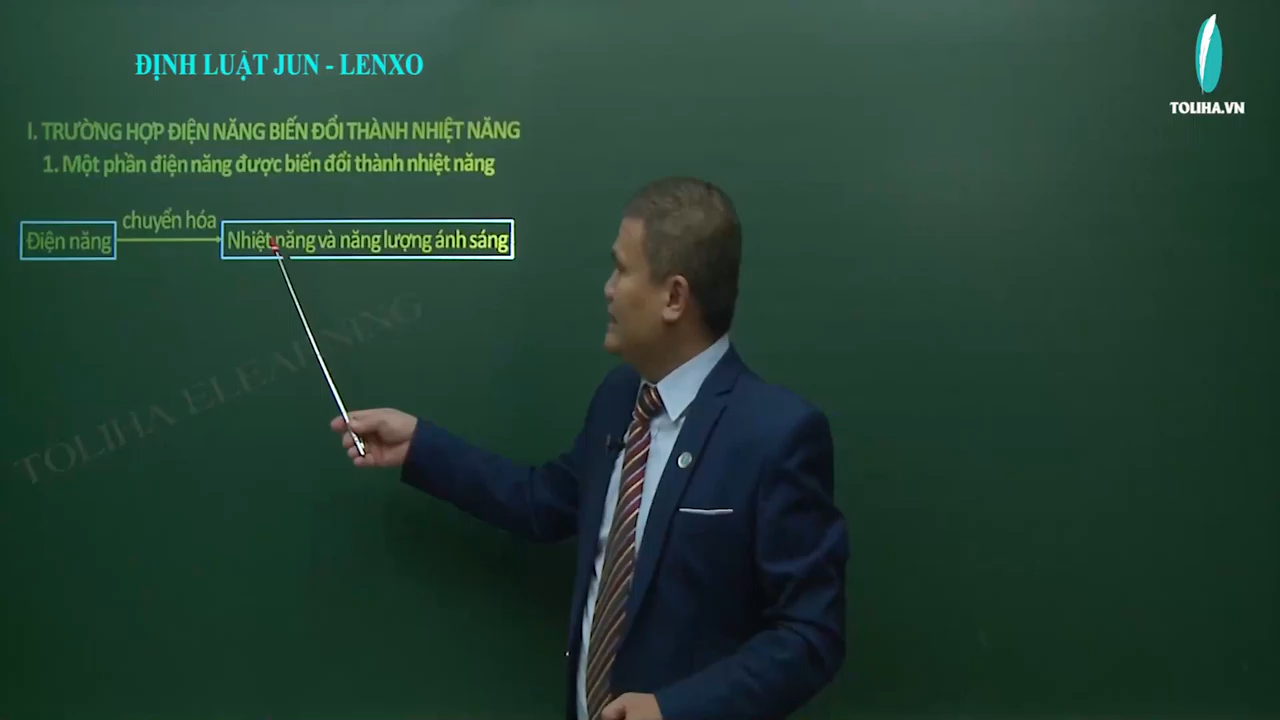 ĐỊNH LUẬT JUN - LENXO
TOLIHA.VN
I. TRƯỜNG HỢP ĐIỆN NĂNG BIẾN ĐỔI THÀNH NHIỆT NĂNG
1. Một phần điện năng được biến đổi thành nhiệt năng
chuyển hóa
Điện năng
Nhiệt năng và năng lượng ánh sáng
TOLIHA ELEARNING